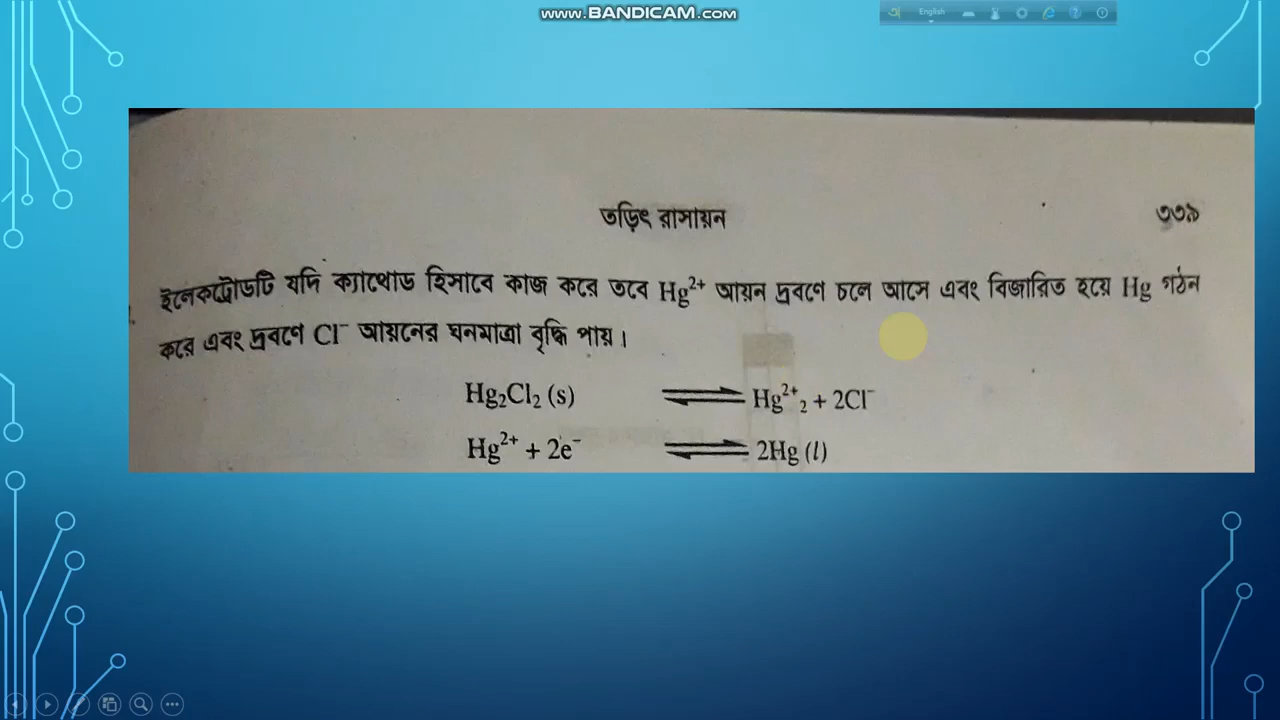 www.BANDICAM.com
English
তড়িৎ রাসায়ন
৩৩৯
ইলেকট্রোডটি যদি ক্যাথোড হিসাবে কাজ করে তবে Hg²⁺ আয়ন দ্রবণে চলে আসে এবং বিজারিত হয়ে Hg গঠন
করে এবং দ্রবণে Cl⁻ আয়নের ঘনমাত্রা বৃদ্ধি পায়।
Hg₂Cl₂ (s) ⇌ Hg²⁺₂ + 2Cl⁻
Hg²⁺ + 2e⁻ ⇌ 2Hg (l)